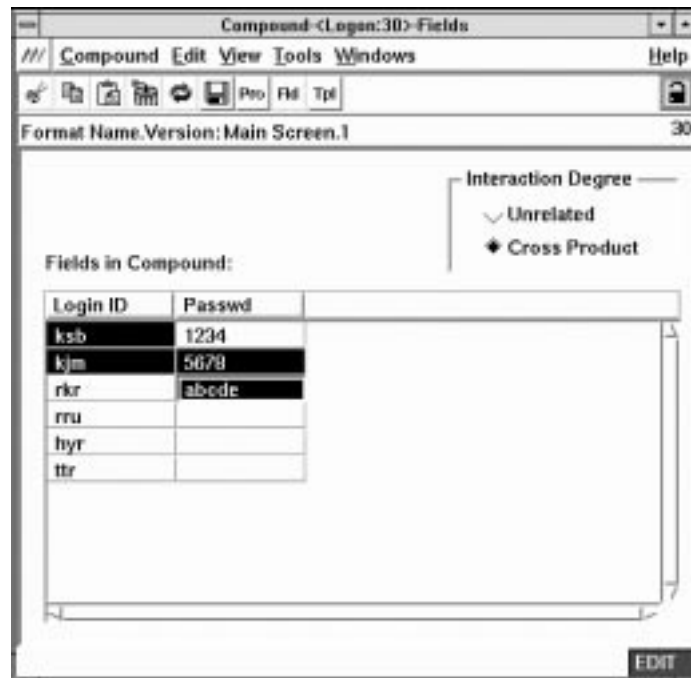 Compound-<Logon:30>-Fields
/// Compound Edit View Tools Windows Help
Pro Fld Tpl
Format Name.Version: Main Screen.1 30
Interaction Degree
Unrelated
Cross Product
Fields in Compound:
Login ID Passwd
ksb 1234
kjm 5678
rkr abcde
rru
hyr
ttr
EDIT